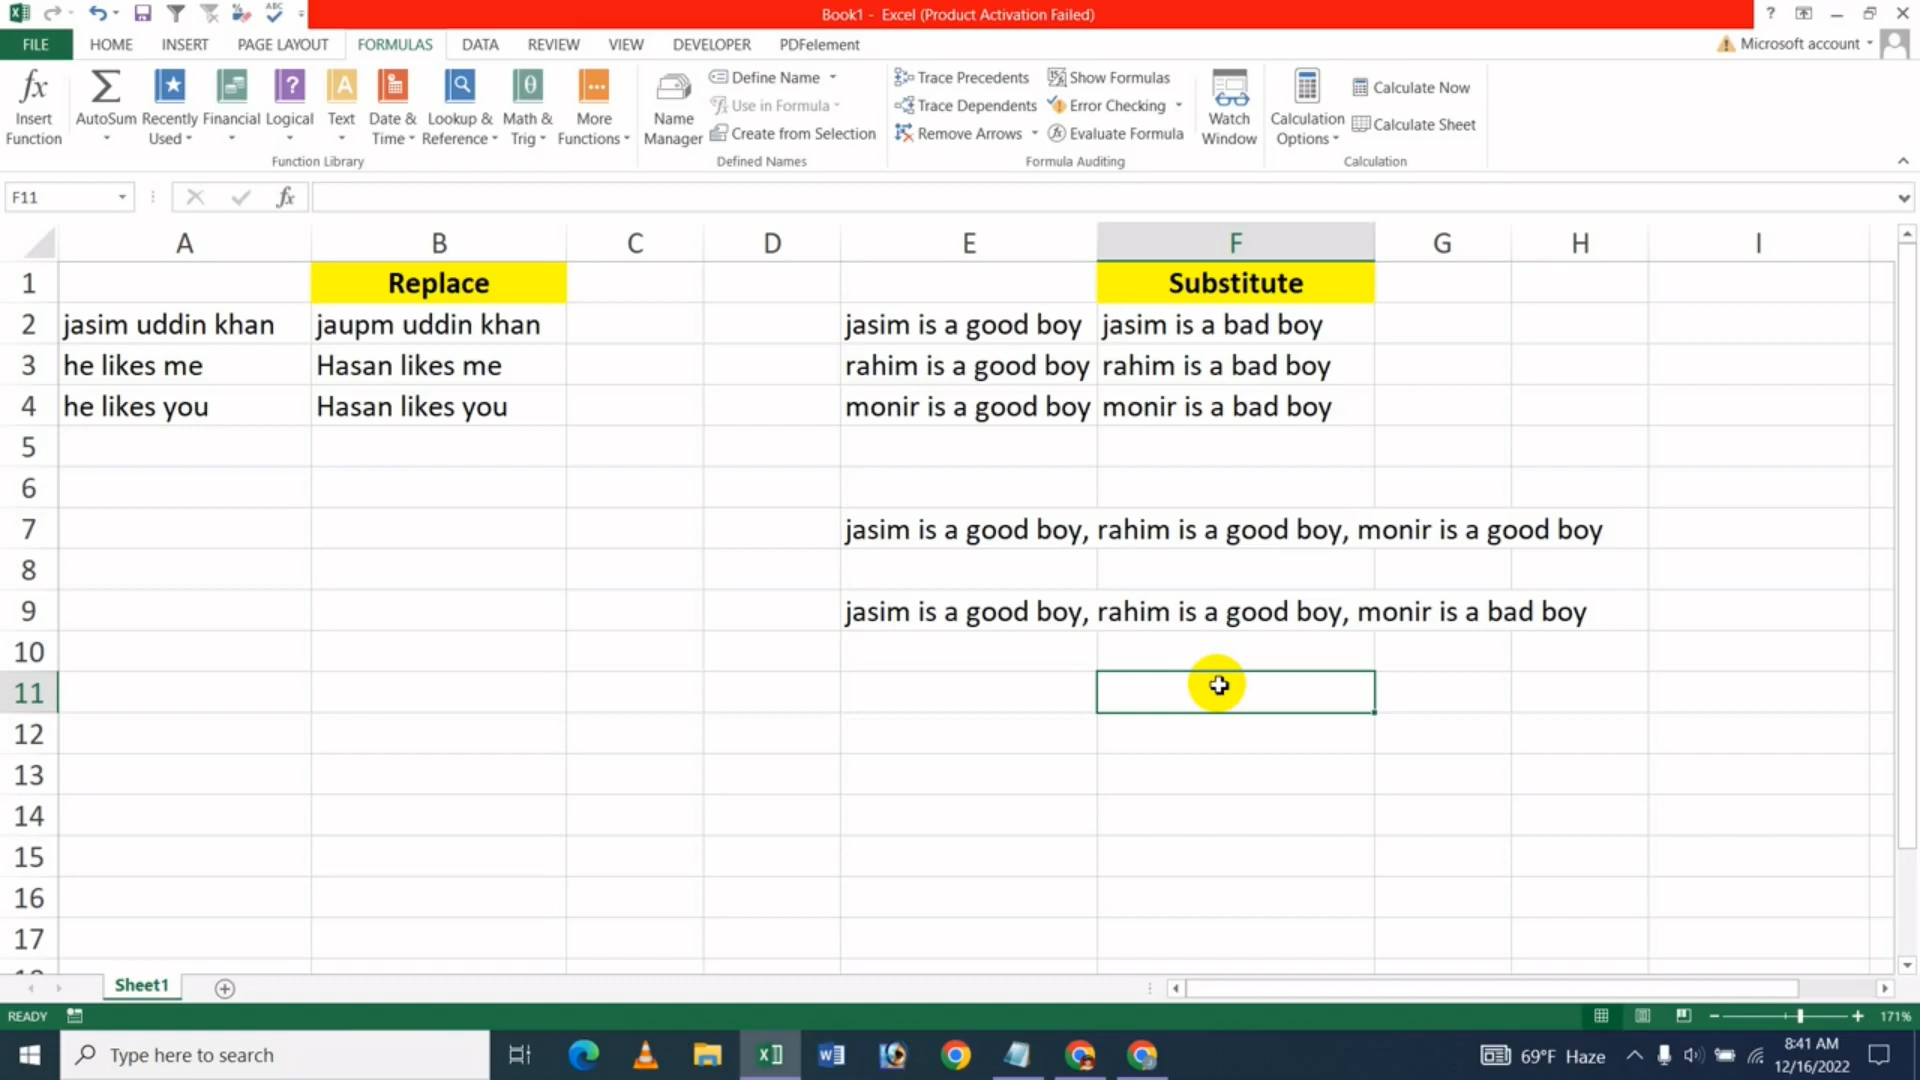 Book1 - Excel (Product Activation Failed)
FILE HOME INSERT PAGE LAYOUT FORMULAS DATA REVIEW VIEW DEVELOPER PDFelement Microsoft account
Insert Function
AutoSum
Recently Used
Financial
Logical
Text
Date & Time
Lookup & Reference
Math & Trig
More Functions
Function Library
Name Manager
Define Name
Use in Formula
Create from Selection
Defined Names
Trace Precedents
Trace Dependents
Remove Arrows
Show Formulas
Error Checking
Evaluate Formula
Formula Auditing
Watch Window
Calculation Options
Calculate Now
Calculate Sheet
Calculation
F11 fx
A B C D E F G H I
1 Replace Substitute
2 jasim uddin khan jaupm uddin khan jasim is a good boy jasim is a bad boy
3 he likes me Hasan likes me rahim is a good boy rahim is a bad boy
4 he likes you Hasan likes you monir is a good boy monir is a bad boy
5
6
7 jasim is a good boy, rahim is a good boy, monir is a good boy
8
9 jasim is a good boy, rahim is a good boy, monir is a bad boy
10
11
12
13
14
15
16
17
Sheet1
READY 171%
Type here to search 69°F Haze 8:41 AM
12/16/2022